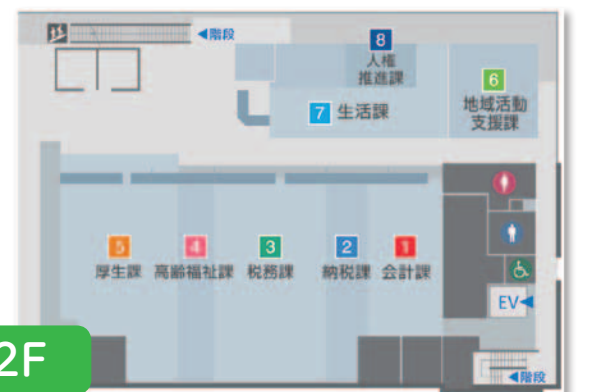 ◀階段
8
人権
推進課
6
地域活動
支援課
7 生活課
5
厚生課
4
高齢福祉課
3
税務課
2
納税課
1
会計課
EV◀
2F
◀階段